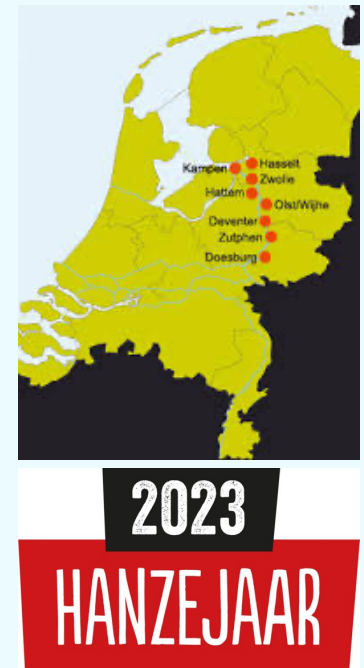 Kampen
Hasselt
Zwolle
Hattem
Olst/Wijhe
Deventer
Zutphen
Doesburg
2023
HANZEJAAR